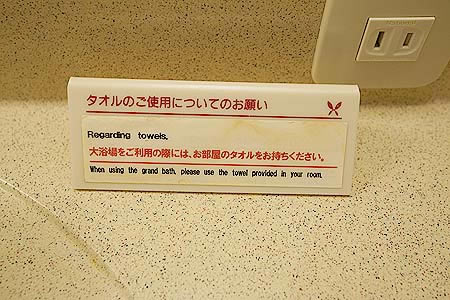 タオルのご使用についてのお願い
Regarding towels.
大浴場をご利用の際には、お部屋のタオルをお持ちください。
When using the grand bath, please use the towel provided in your room.